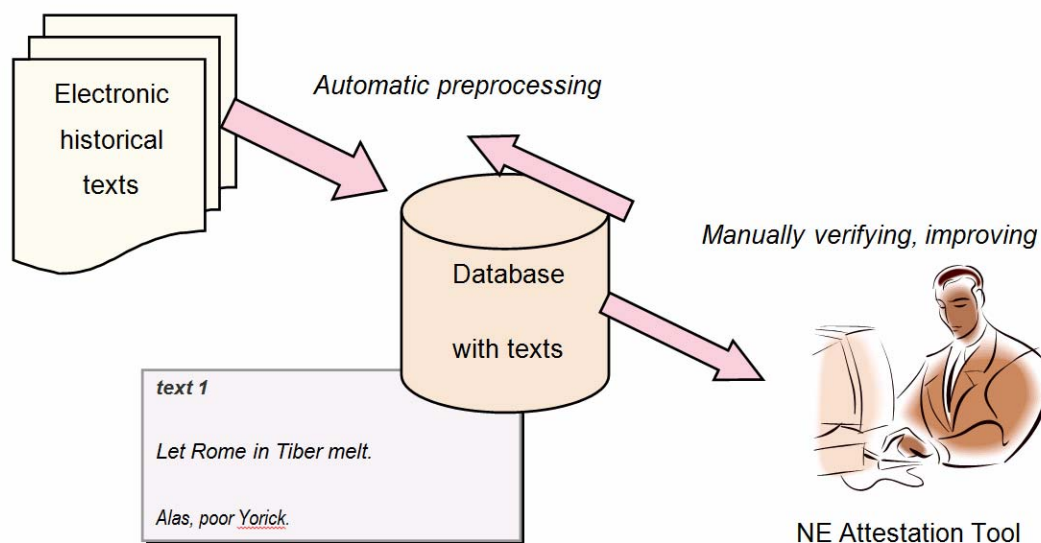 Electronic
historical
texts
Automatic preprocessing
Database
with texts
Manually verifying, improving
text 1
Let Rome in Tiber melt.
Alas, poor Yorick.
NE Attestation Tool